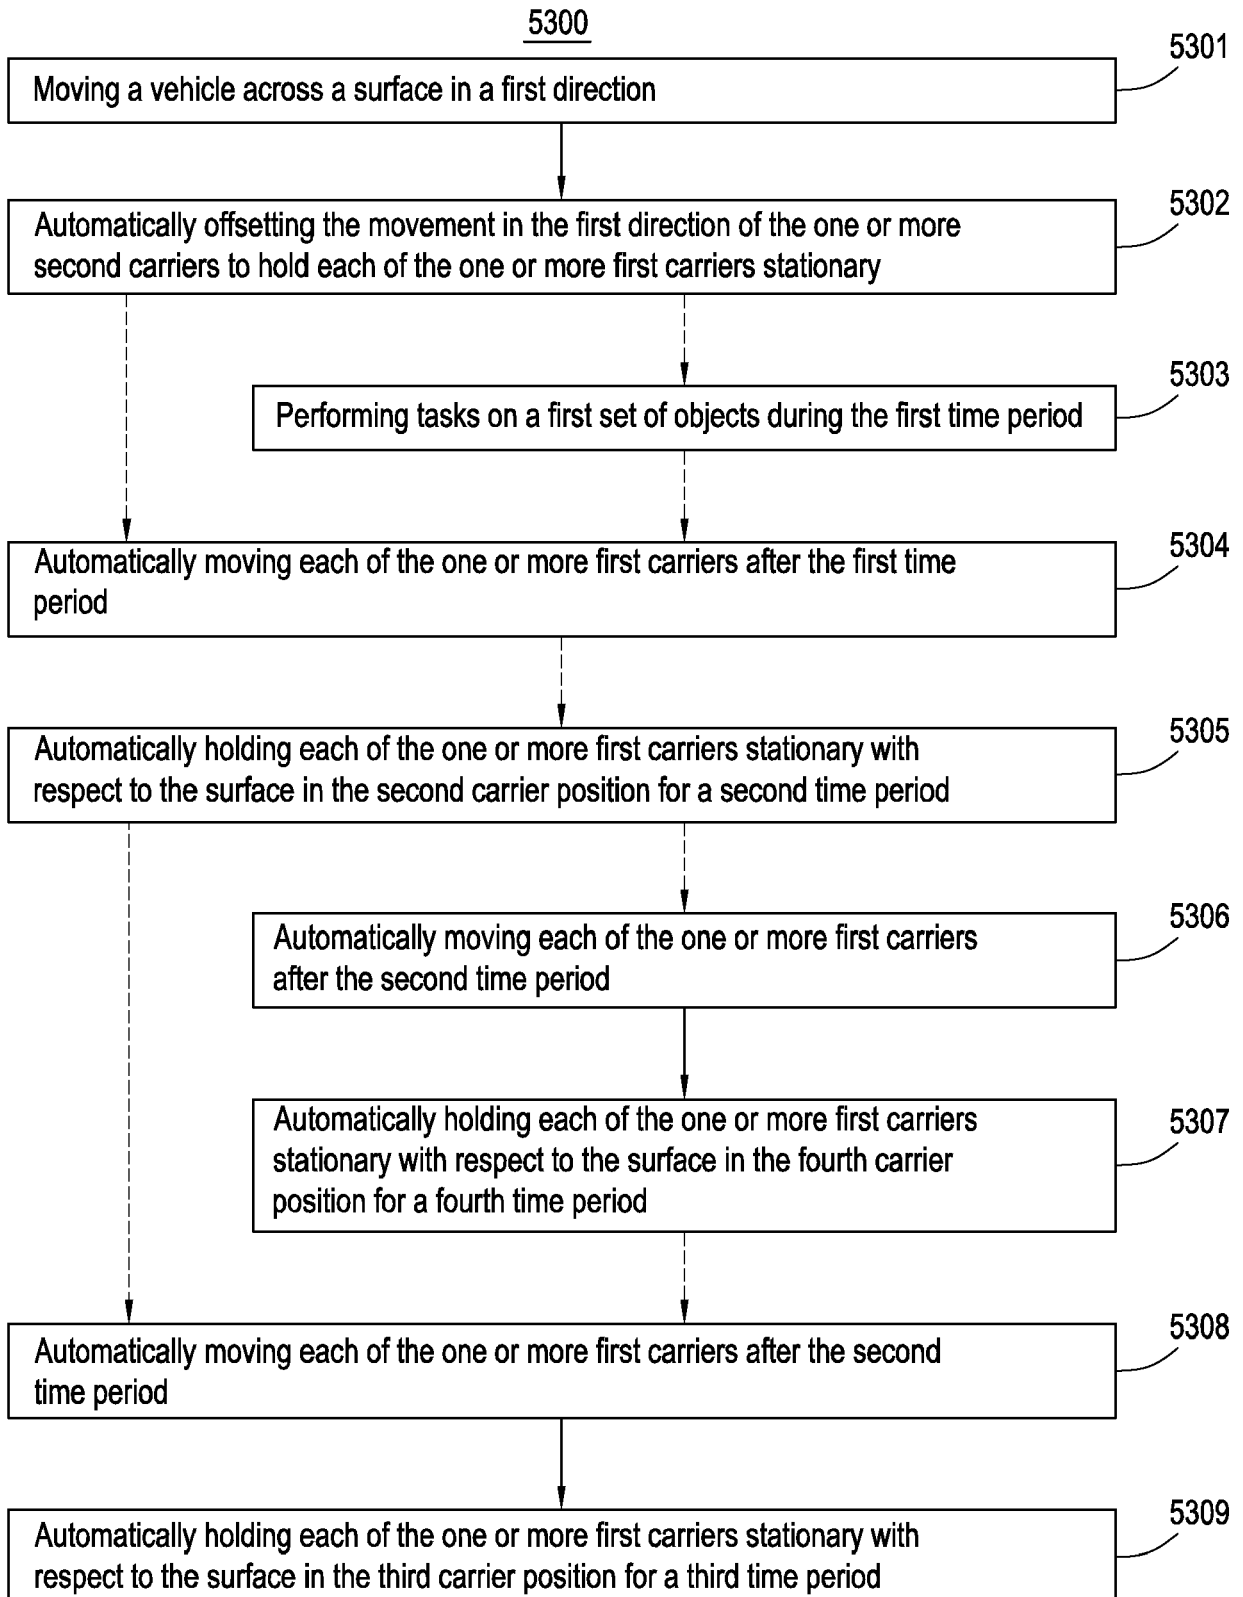 5300
5301
Moving a vehicle across a surface in a first direction
5302
Automatically offsetting the movement in the first direction of the one or more
second carriers to hold each of the one or more first carriers stationary
5303
Performing tasks on a first set of objects during the first time period
5304
Automatically moving each of the one or more first carriers after the first time
period
5305
Automatically holding each of the one or more first carriers stationary with
respect to the surface in the second carrier position for a second time period
5306
Automatically moving each of the one or more first carriers
after the second time period
5307
Automatically holding each of the one or more first carriers
stationary with respect to the surface in the fourth carrier
position for a fourth time period
5308
Automatically moving each of the one or more first carriers after the second
time period
5309
Automatically holding each of the one or more first carriers stationary with
respect to the surface in the third carrier position for a third time period